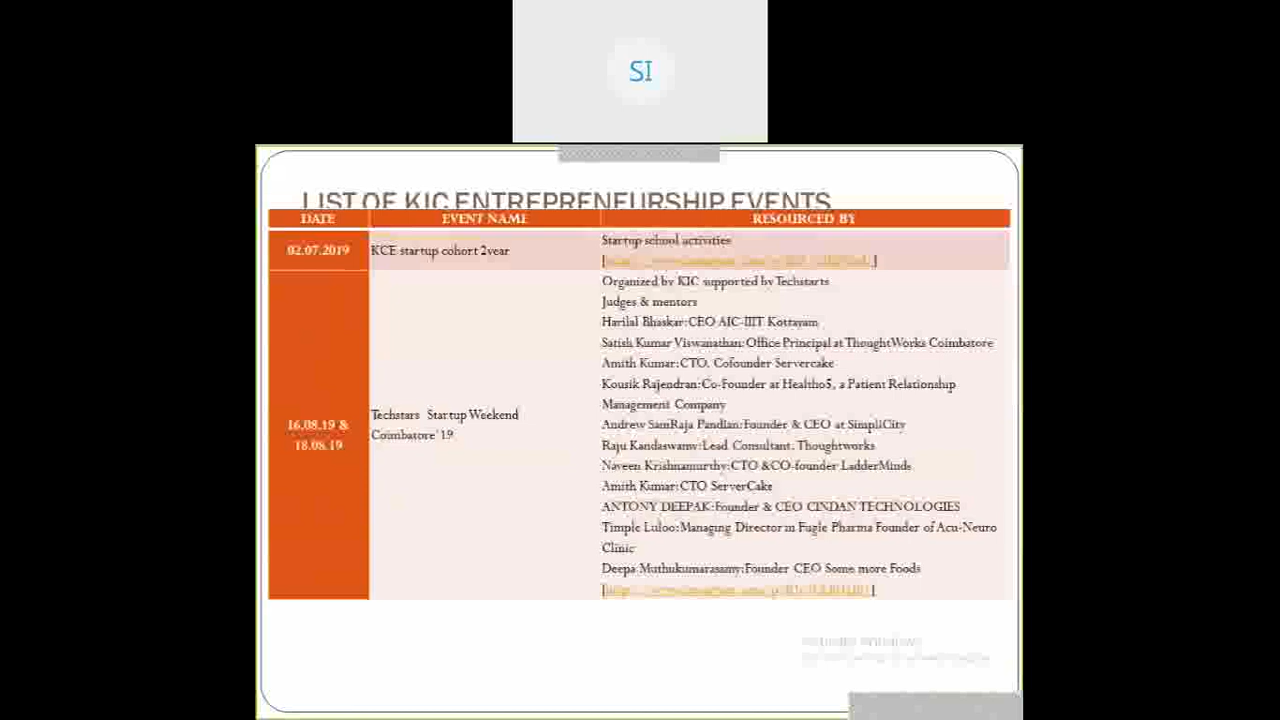 SI
LIST OF KIC ENTREPRENEURSHIP EVENTS
DATE EVENT NAME RESOURCED BY
02.07.2019 KCE startup cohort 2year
Startup school activities
16.08.19 &
18.08.19
Techstars Startup Weekend
Coimbatore'19
Organized by KIC supported by Techstarts
Judges & mentors
Harilal Bhaskar:CEO AIC-IIIT Kottayam
Satish Kumar Viswanathan:Office Principal at ThoughtWorks Coimbatore
Amith Kumar:CTO, Cofounder Servercake
Kousik Rajendran:Co-Founder at Healtho5, a Patient Relationship
Management Company
Andrew SamRaja Pandian:Founder & CEO at SimpliCity
Raju Kandaswamy:Lead Consultant, Thoughtworks
Naveen Krishnamurthy:CTO &CO-founder LadderMinds
Amith Kumar:CTO ServerCake
ANTONY DEEPAK:Founder & CEO CINDAN TECHNOLOGIES
Timple Luloo:Managing Director in Fugle Pharma Founder of Acu-Neuro
Clinic
Deepa Muthukumarasamy:Founder CEO Some more Foods